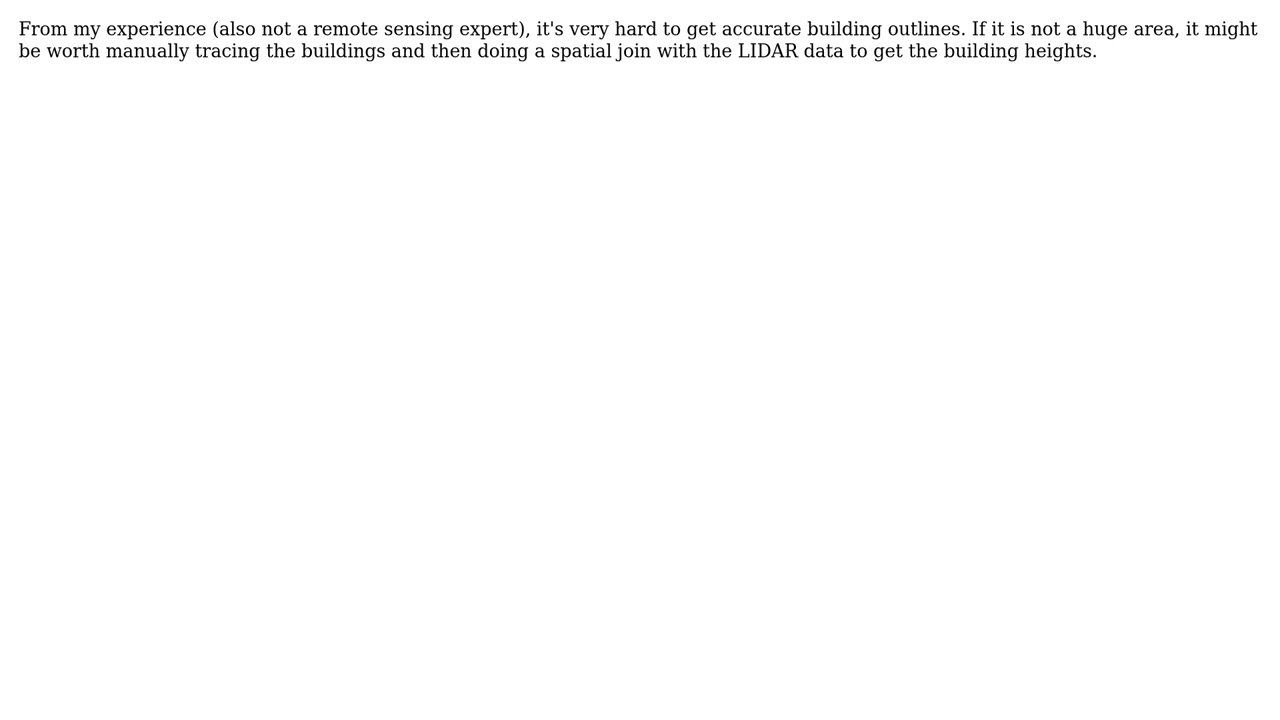 From my experience (also not a remote sensing expert), it's very hard to get accurate building outlines. If it is not a huge area, it might
be worth manually tracing the buildings and then doing a spatial join with the LIDAR data to get the building heights.